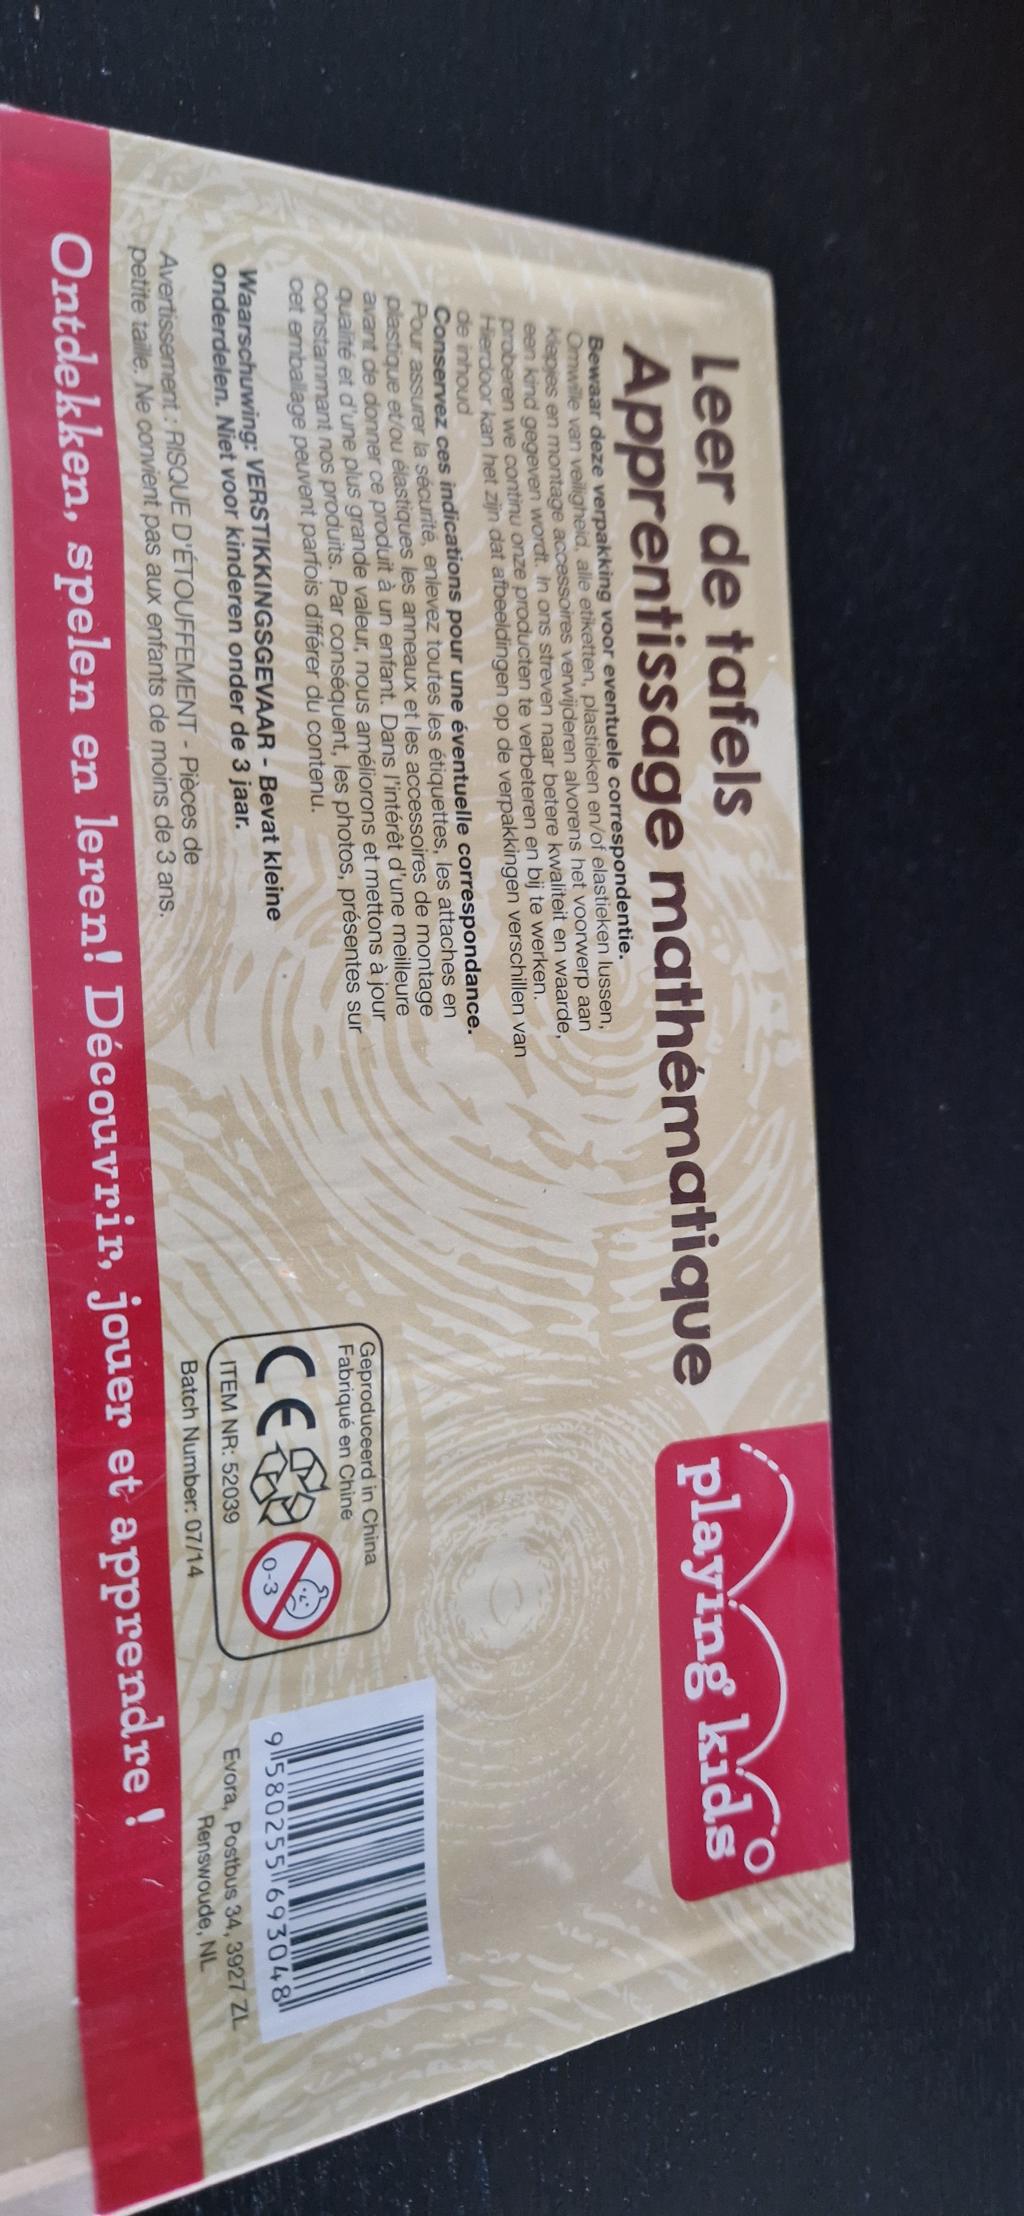 Leer de tafels
Apprentissage mathématique
Bewaar deze verpakking voor eventuele correspondentie.
Omwille van veiligheid, alle etiketten, plastieken en/of elastieken lussen,
klepjes en montage accessoires verwijderen alvorens het voorwerp aan
een kind gegeven wordt. In ons streven naar betere kwaliteit en waarde,
proberen we continu onze producten te verbeteren en bij te werken.
Hierdoor kan het zijn dat afbeeldingen op de verpakkingen verschillen van
de inhoud
Conservez ces indications pour une éventuelle correspondance.
Pour assurer la sécurité, enlevez toutes les étiquettes, les attaches en
plastique et/ou élastiques les anneaux et les accessoires de montage
avant de donner ce produit à un enfant. Dans l'intérêt d'une meilleure
qualité et d'une plus grande valeur, nous améliorons et mettons à jour
constammant nos produits. Par conséquent, les photos, présentes sur
cet emballage peuvent parfois différer du contenu.
Waarschuwing: VERSTIKKINGSGEVAAR - Bevat kleine
onderdelen. Niet voor kinderen onder de 3 jaar.
Avertissement : RISQUE D'ÉTOUFFEMENT - Pièces de
petite taille. Ne convient pas aux enfants de moins de 3 ans.
playing kids
Geproduceerd in China
Fabriqué en Chine
CE
0-3
ITEM NR: 52039
Batch Number: 07/14
9 580255 693048
Evora, Postbus 34, 3927 ZL
Renswoude, NL
Ontdekken, spelen en leren! Découvrir, jouer et apprendre !